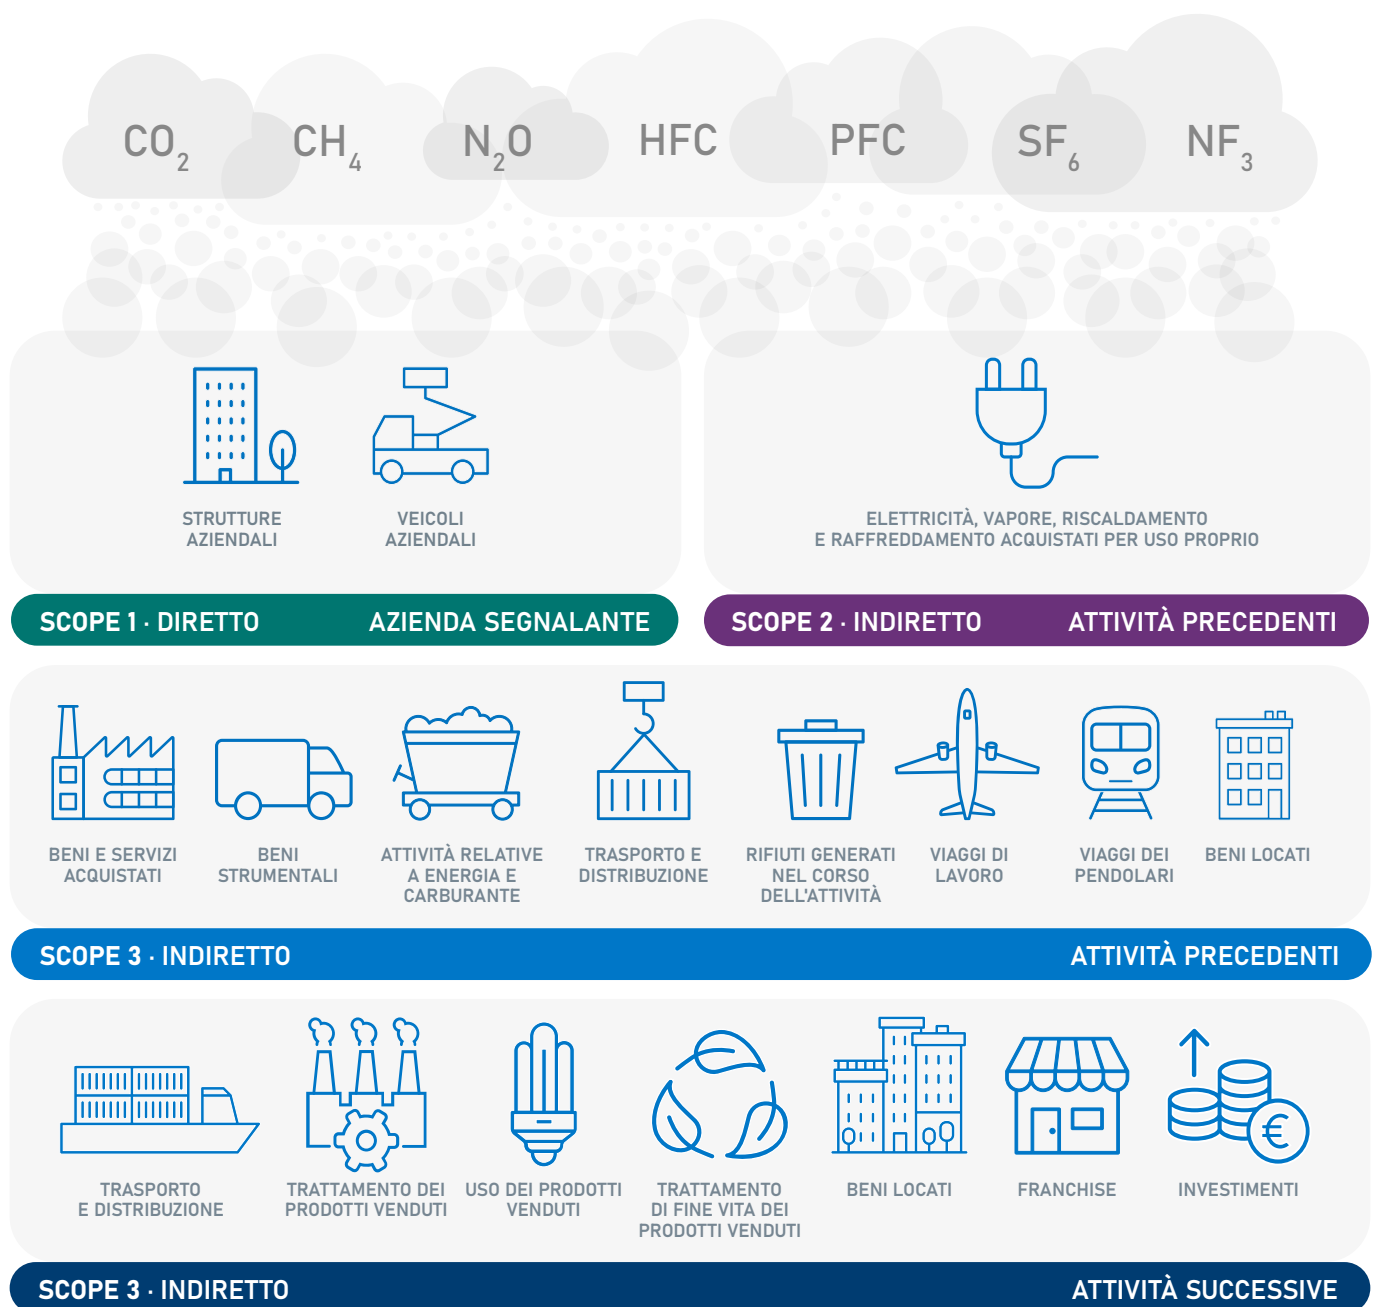 CO2
CH4
N2O
HFC
PFC
SF6
NF3
STRUTTURE
AZIENDALI
VEICOLI
AZIENDALI
ELETTRICITÀ, VAPORE, RISCALDAMENTO
E RAFFREDDAMENTO ACQUISTATI PER USO PROPRIO
SCOPE 1 · DIRETTO
AZIENDA SEGNALANTE
SCOPE 2 · INDIRETTO
ATTIVITÀ PRECEDENTI
BENI E SERVIZI
ACQUISTATI
BENI
STRUMENTALI
ATTIVITÀ RELATIVE
A ENERGIA E
CARBURANTE
TRASPORTO E
DISTRIBUZIONE
RIFIUTI GENERATI
NEL CORSO
DELL'ATTIVITÀ
VIAGGI DI
LAVORO
VIAGGI DEI
PENDOLARI
BENI LOCATI
SCOPE 3 · INDIRETTO
ATTIVITÀ PRECEDENTI
TRASPORTO
E DISTRIBUZIONE
TRATTAMENTO DEI
PRODOTTI VENDUTI
USO DEI PRODOTTI
VENDUTI
TRATTAMENTO
DI FINE VITA DEI
PRODOTTI VENDUTI
BENI LOCATI
FRANCHISE
€
INVESTIMENTI
SCOPE 3 · INDIRETTO
ATTIVITÀ SUCCESSIVE